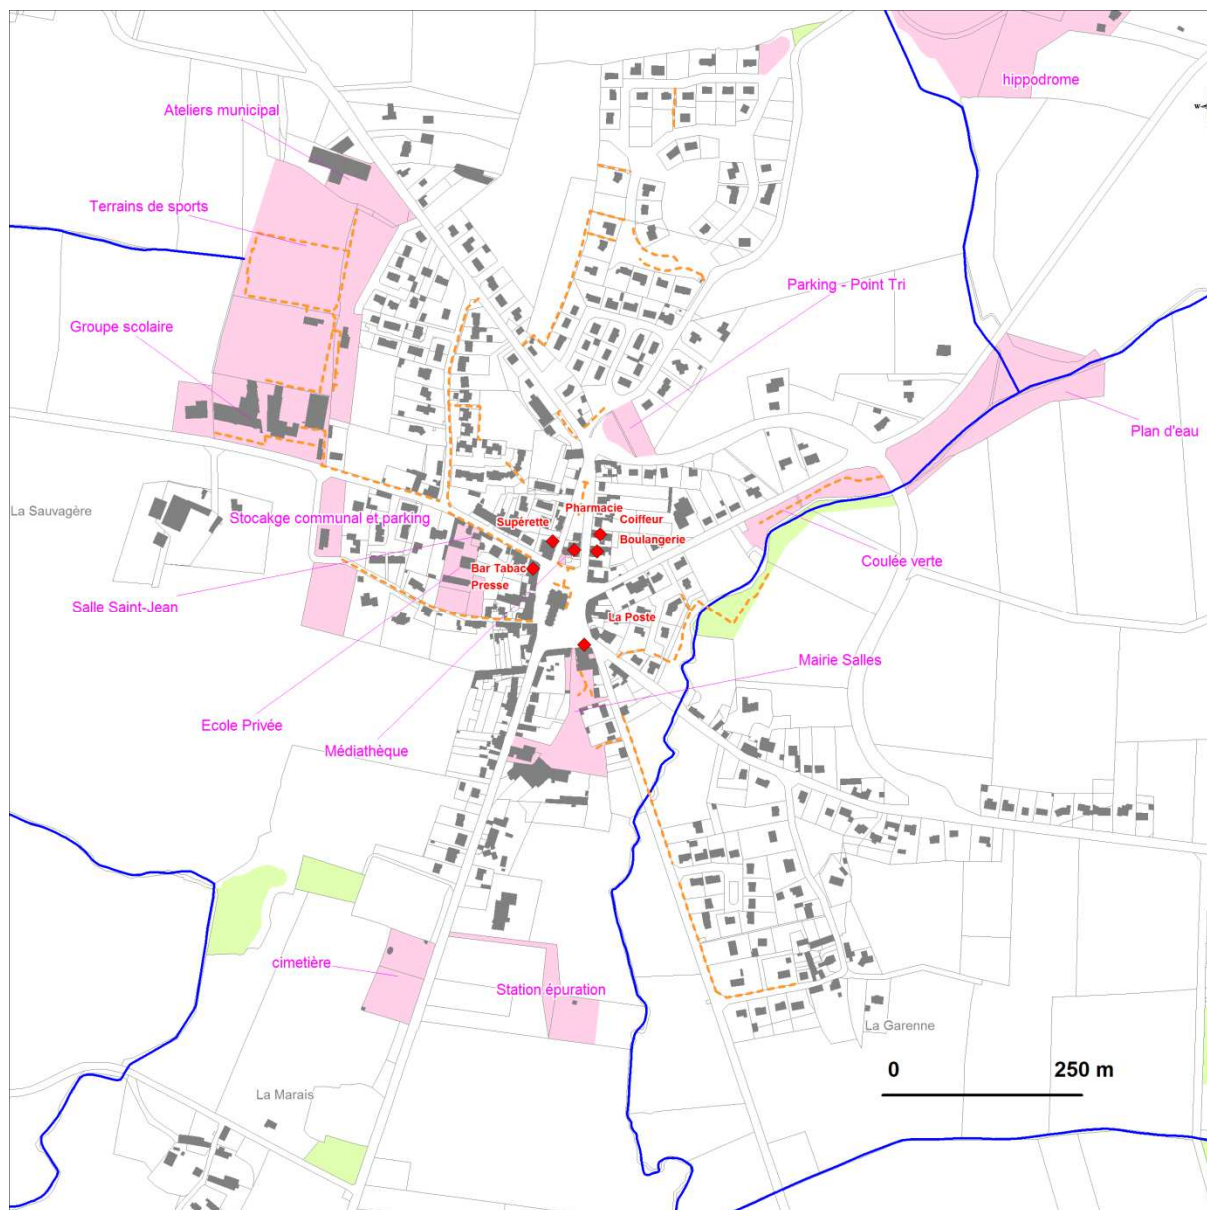 hippodrome
W
Ateliers municipal
Terrains de sports
Parking - Point Tri
Groupe scolaire
Plan d'eau
La Sauvagère
Stocakge communal et parking
Supérette
Pharmacie
Coiffeur
Boulangerie
Bar Tabac
Presse
Coulée verte
Salle Saint-Jean
La Poste
Mairie Salles
Ecole Privée
Médiathèque
cimetière
Station épuration
La Garenne
0 250 m
La Marais